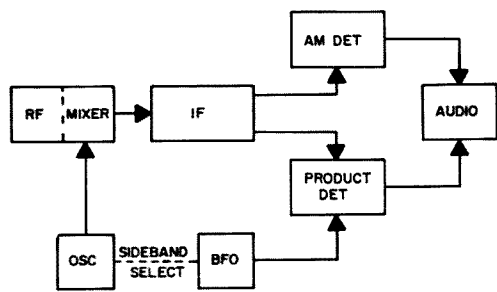 AM DET
RF MIXER
IF
AUDIO
PRODUCT
DET
OSC
SIDEBAND
SELECT
BFO